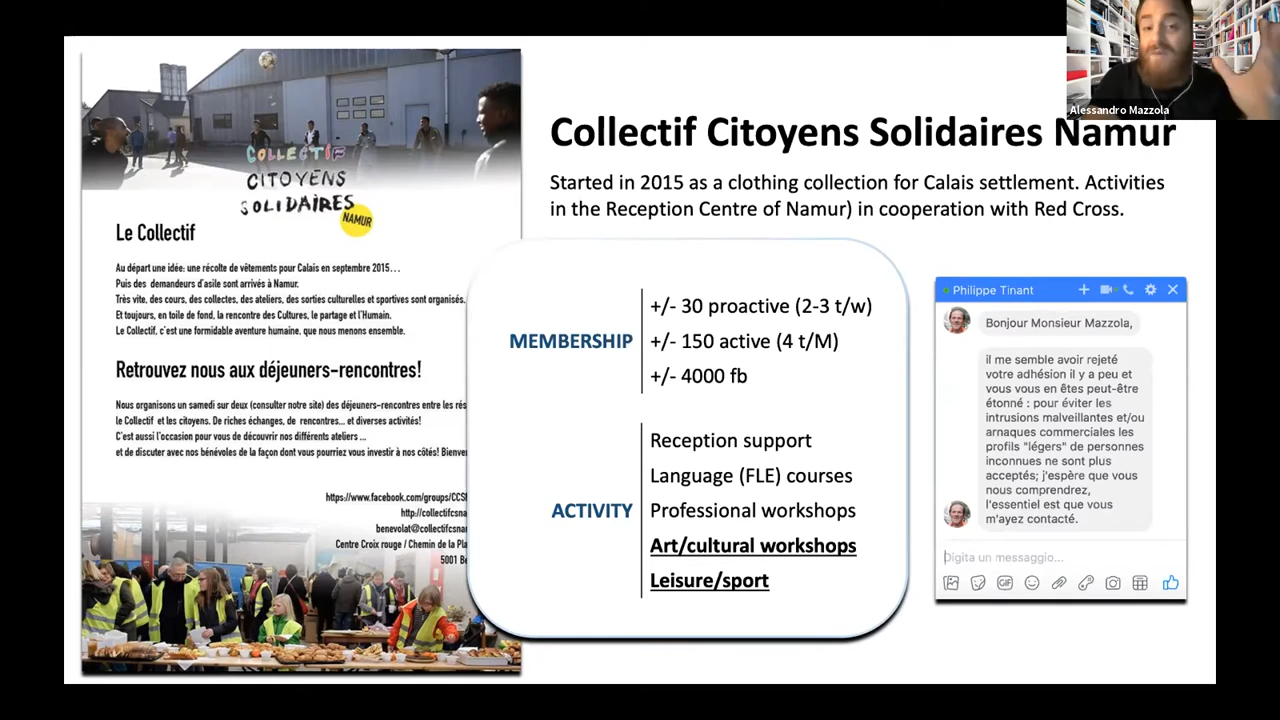 Alessandro Mazzola
Collectif Citoyens Solidaires Namur
Started in 2015 as a clothing collection for Calais settlement. Activities
in the Reception Centre of Namur) in cooperation with Red Cross.
COLLECTIF
CITOYENS
SOLIDAIRES
NAMUR
Le Collectif
Au départ une idée: une récolte de vêtements pour Calais en septembre 2015…
Puis des demandeurs d'asile sont arrivés à Namur.
Très vite, des cours, des collectes, des ateliers, des sorties culturelles et sportives sont organisés.
Et toujours, en toile de fond, la rencontre des Cultures, le partage et l'Humain.
Le Collectif, c'est une formidable aventure humaine, que nous menons ensemble.
Retrouvez nous aux déjeuners-rencontres!
Nous organisons un samedi sur deux (consulter notre site) des déjeuners-rencontres entre les rés
le Collectif et les citoyens. De riches échanges, de rencontres... et diverses activités!
C'est aussi l'occasion pour vous de découvrir nos différents ateliers ...
et de discuter avec nos bénévoles de la façon dont vous pourriez vous investir à nos côtés! Bienve
https://www.facebook.com/groups/CCS
http://collectifcsna
benevolat@collectifcsna
Centre Croix rouge / Chemin de la Pla
5001 Be
MEMBERSHIP
+/- 30 proactive (2-3 t/w)
+/- 150 active (4 t/M)
+/- 4000 fb
ACTIVITY
Reception support
Language (FLE) courses
Professional workshops
Art/cultural workshops
Leisure/sport
Philippe Tinant
Bonjour Monsieur Mazzola,
il me semble avoir rejeté
votre adhésion il y a peu et
vous vous en êtes peut-être
étonné : pour éviter les
intrusions malveillantes et/ou
arnaques commerciales les
profils "légers" de personnes
inconnues ne sont plus
acceptés; j'espère que vous
nous comprendrez,
l'essentiel est que vous
m'ayez contacté.
Digita un messaggio...
GIF